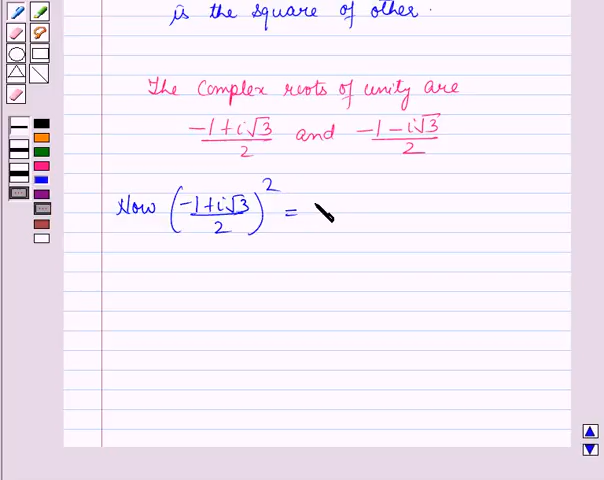 is the square of other.
The complex roots of unity are
(-1+i√3)/2 and (-1-i√3)/2
Now ((-1+i√3)/2)^2 =